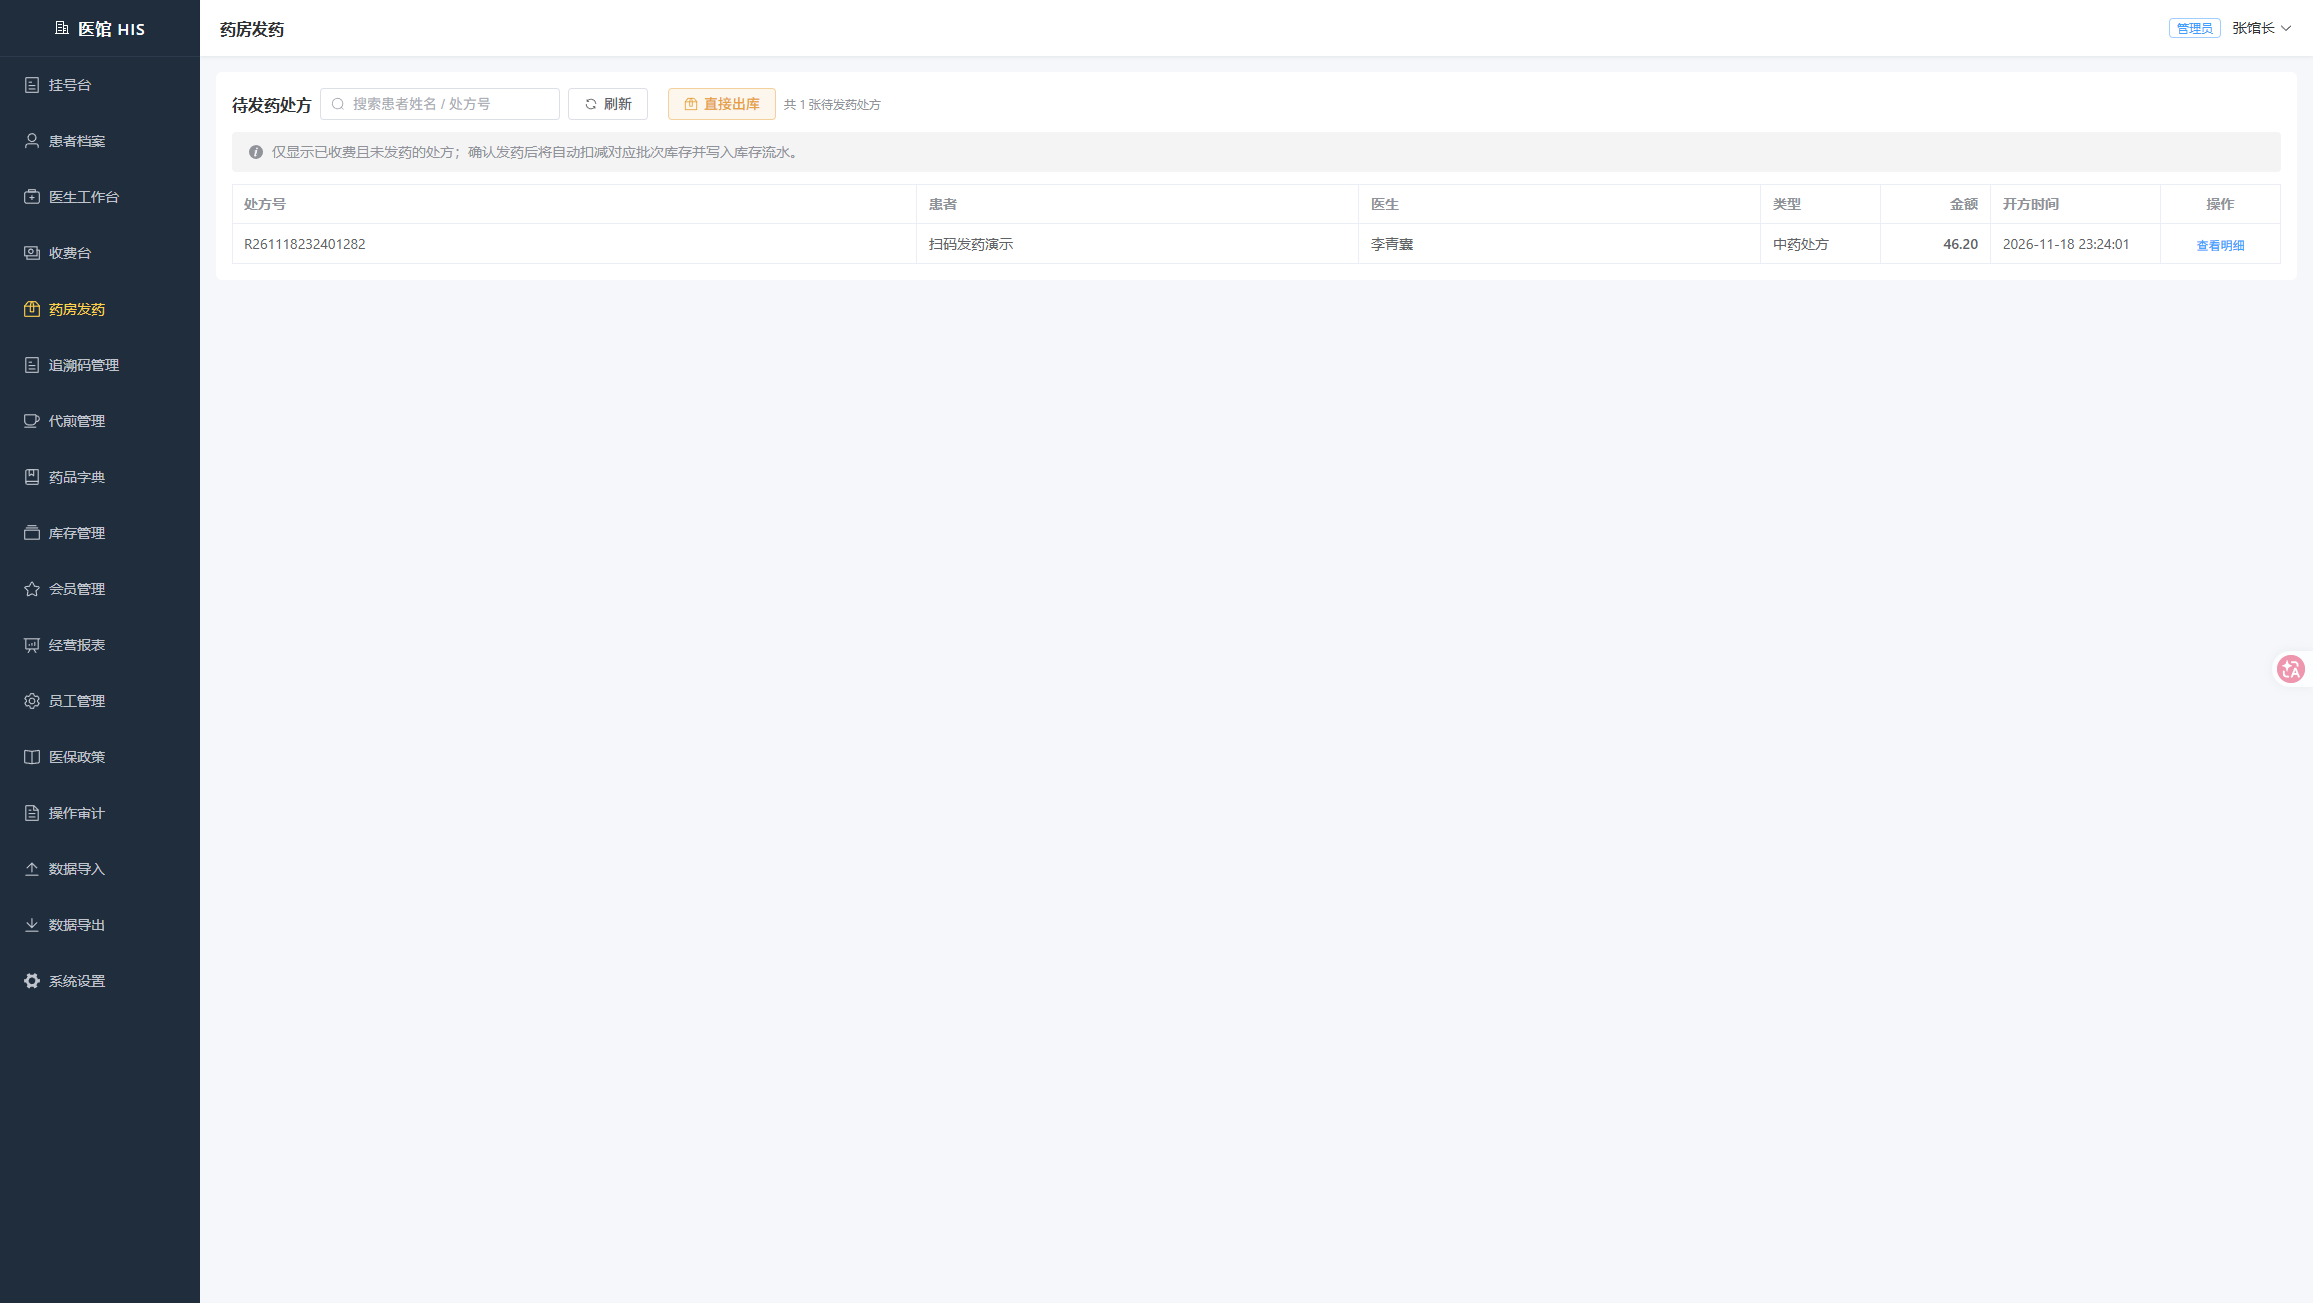 医馆 HIS
挂号台
患者档案
医生工作台
收费台
药房发药
追溯码管理
代煎管理
药品字典
库存管理
会员管理
经营报表
员工管理
医保政策
操作审计
数据导入
数据导出
系统设置
药房发药
管理员 张馆长
待发药处方 搜索患者姓名 / 处方号 刷新 直接出库 共 1 张待发药处方
仅显示已收费且未发药的处方；确认发药后将自动扣减对应批次库存并写入库存流水。
处方号 患者 医生 类型 金额 开方时间 操作
R261118232401282 扫码发药演示 李青囊 中药处方 46.20 2026-11-18 23:24:01 查看明细